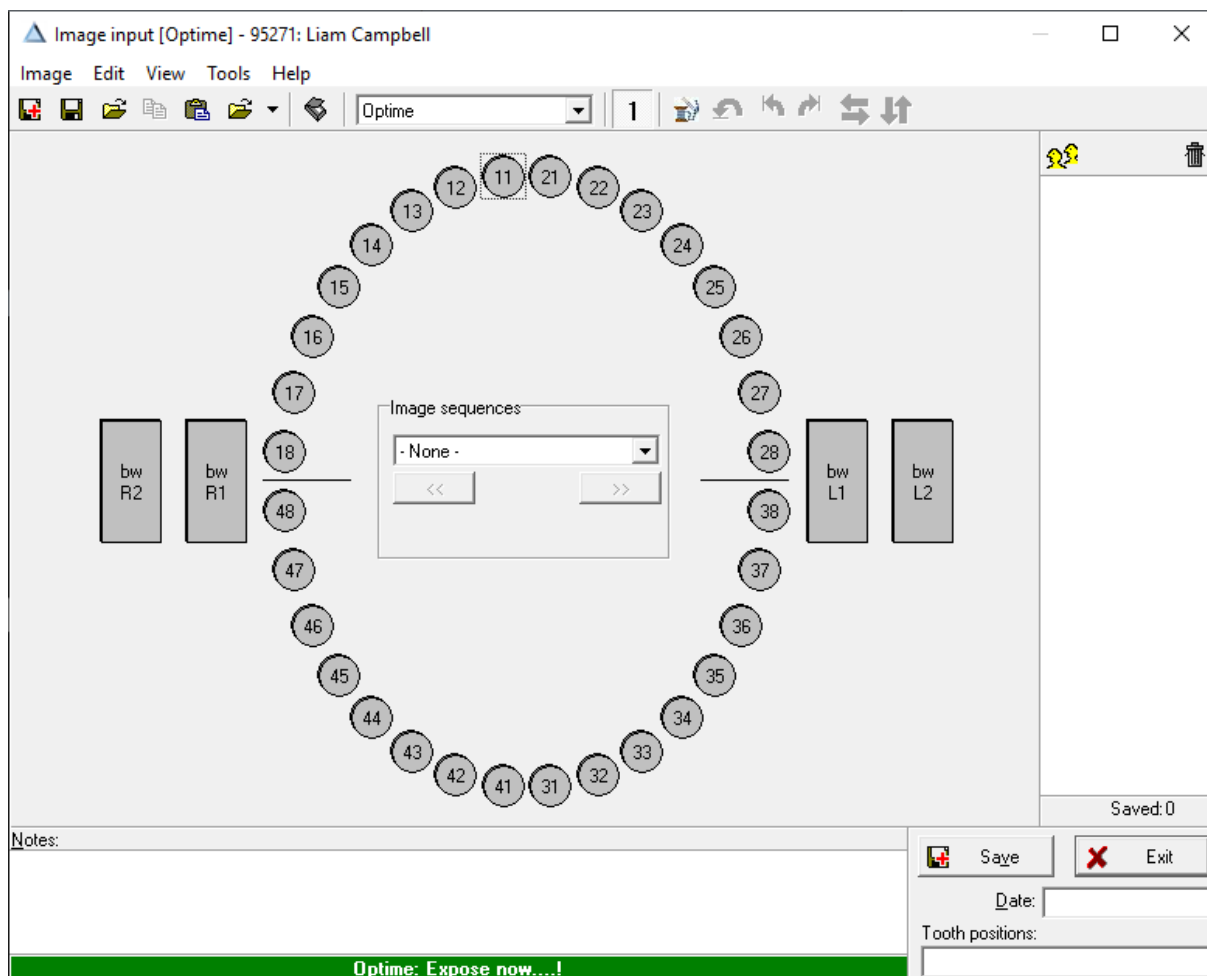 Image input [Optime] - 95271: Liam Campbell
Image Edit View Tools Help
Optime 1
11 21
12 22
13 23
14 24
15 25
16 26
17 27
Image sequences
- None -
<< >>
18 28
bw R2
bw R1
bw L1
bw L2
48 38
47 37
46 36
45 35
44 34
43 33
42 32
41 31
Saved: 0
Notes:
Save Exit
Date:
Tooth positions:
Optime: Expose now....!